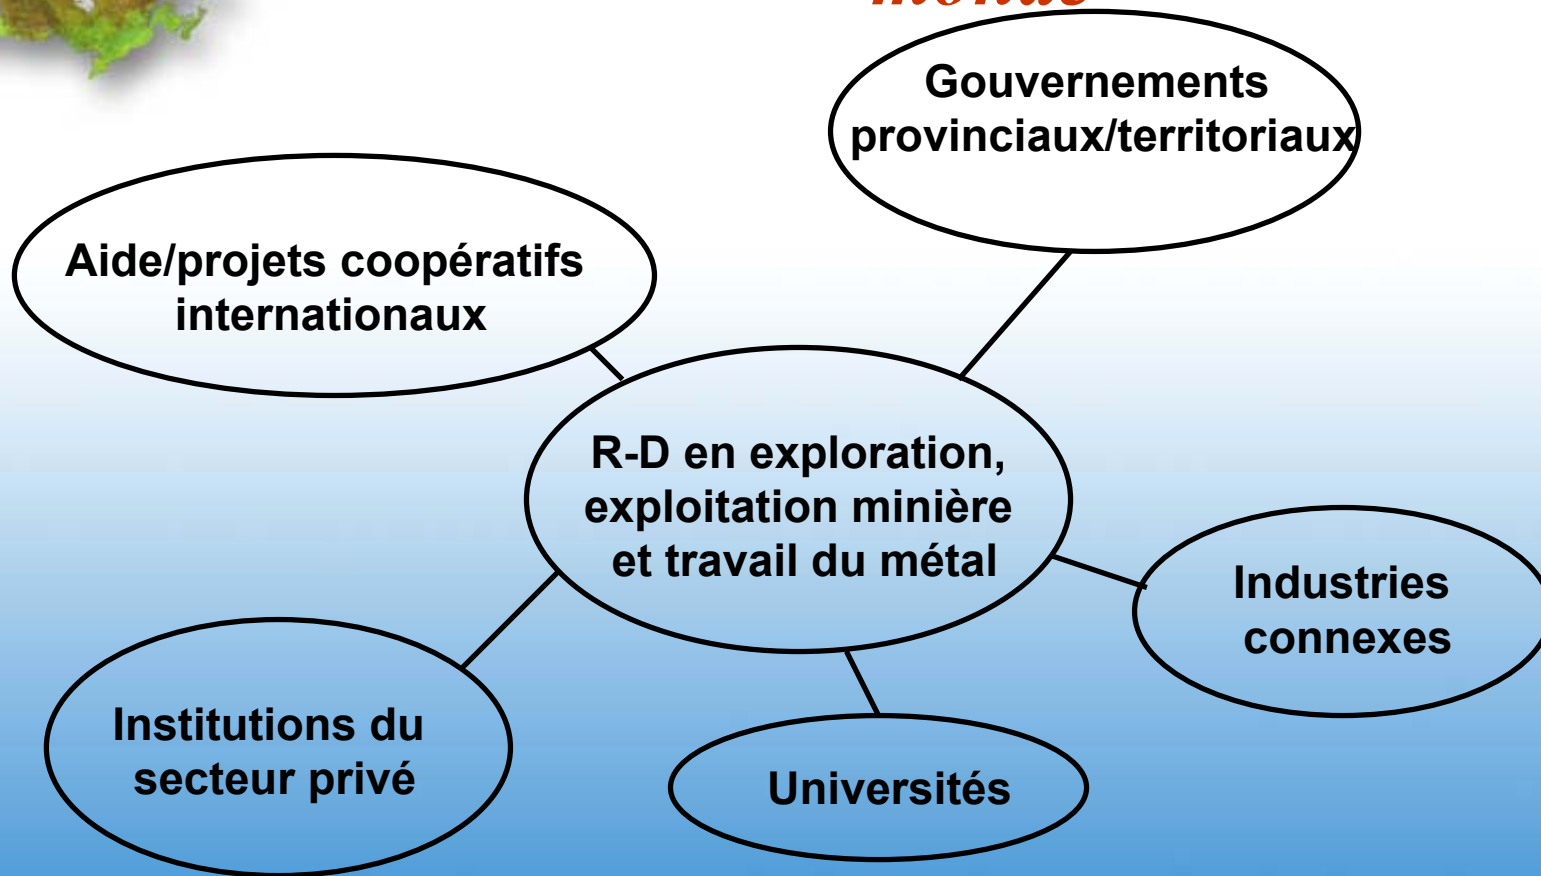 monde
Gouvernements
provinciaux/territoriaux
Aide/projets coopératifs
internationaux
R-D en exploration,
exploitation minière
et travail du métal
Industries
connexes
Institutions du
secteur privé
Universités